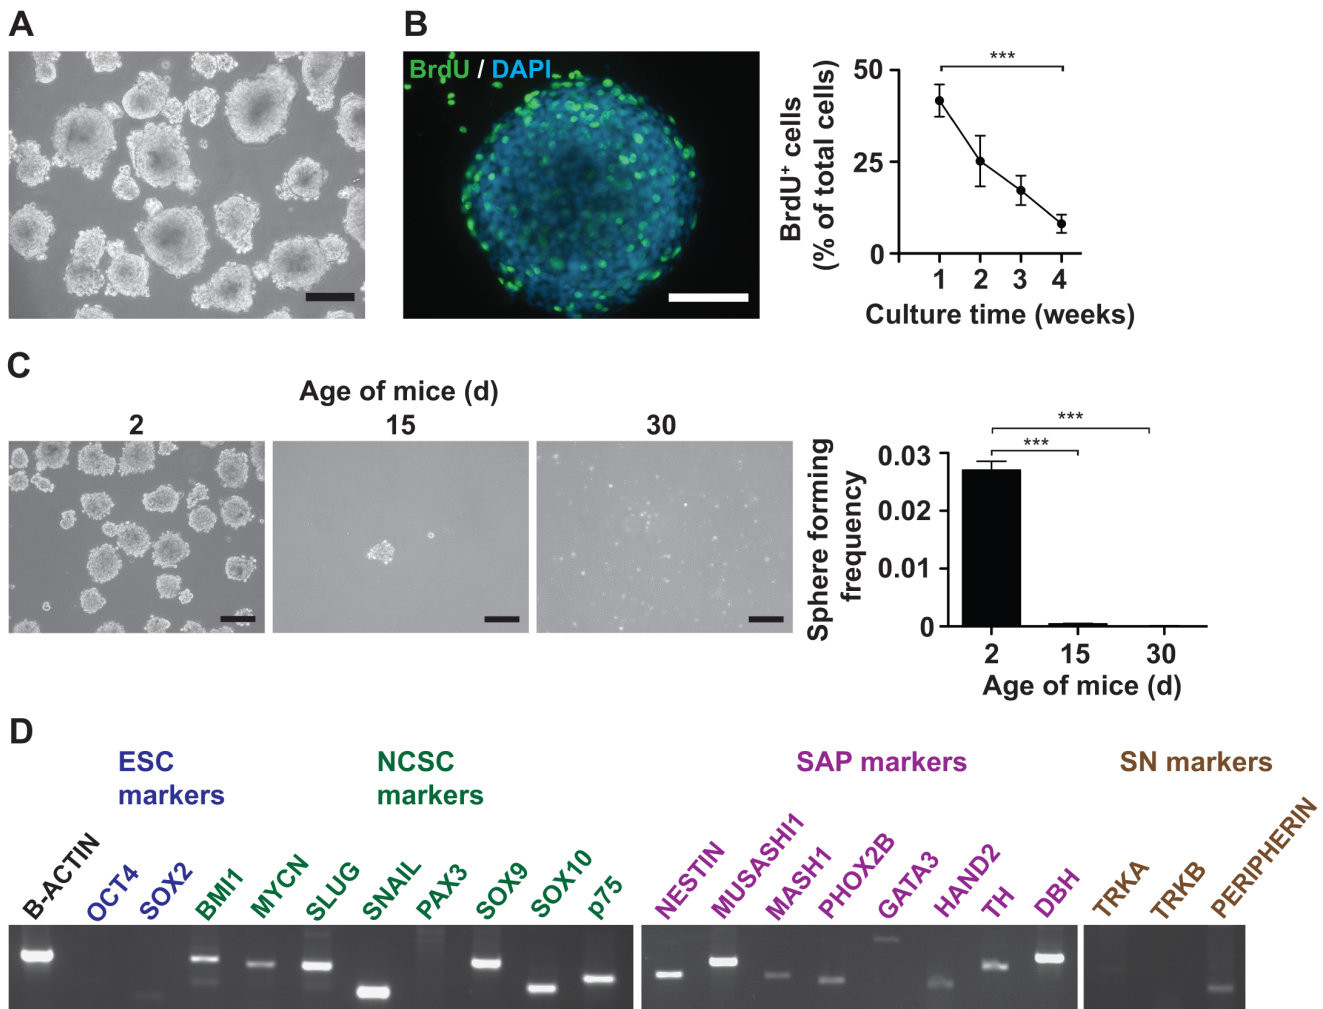 A
B
BrdU / DAPI
***
50
25
0
BrdU⁺ cells
(% of total cells)
1 2 3 4
Culture time (weeks)
C
Age of mice (d)
2 15 30
***
***
0.03
0.02
0.01
0
Sphere forming
frequency
2 15 30
Age of mice (d)
D
ESC
markers
NCSC
markers
SAP markers
SN markers
B-ACTIN
OCT4
SOX2
BMI1
MYCN
SLUG
SNAIL
PAX3
SOX9
SOX10
p75
NESTIN
MUSASHI1
MASH1
PHOX2B
GATA3
HAND2
TH
DBH
TRKA
TRKB
PERIPHERIN